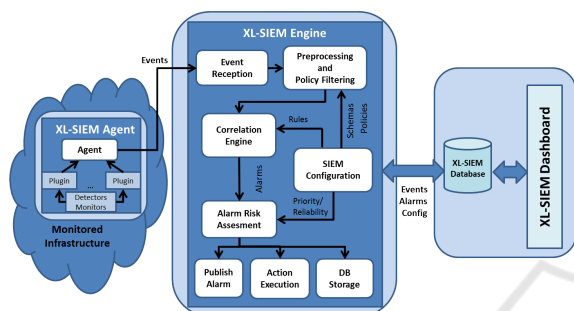 XL-SIEM Engine
Events
Event
Reception
Preprocessing
and
Policy Filtering
XL-SIEM Agent
Agent
Plugin
...
Plugin
Detectors
Monitors
Monitored
Infrastructure
Correlation
Engine
Rules
Schemas
Policies
SIEM
Configuration
Alarms
Priority/
Reliability
Alarm Risk
Assesment
Publish
Alarm
Action
Execution
DB
Storage
Events
Alarms
Config
XL-SIEM
Database
XL-SIEM Dashboard